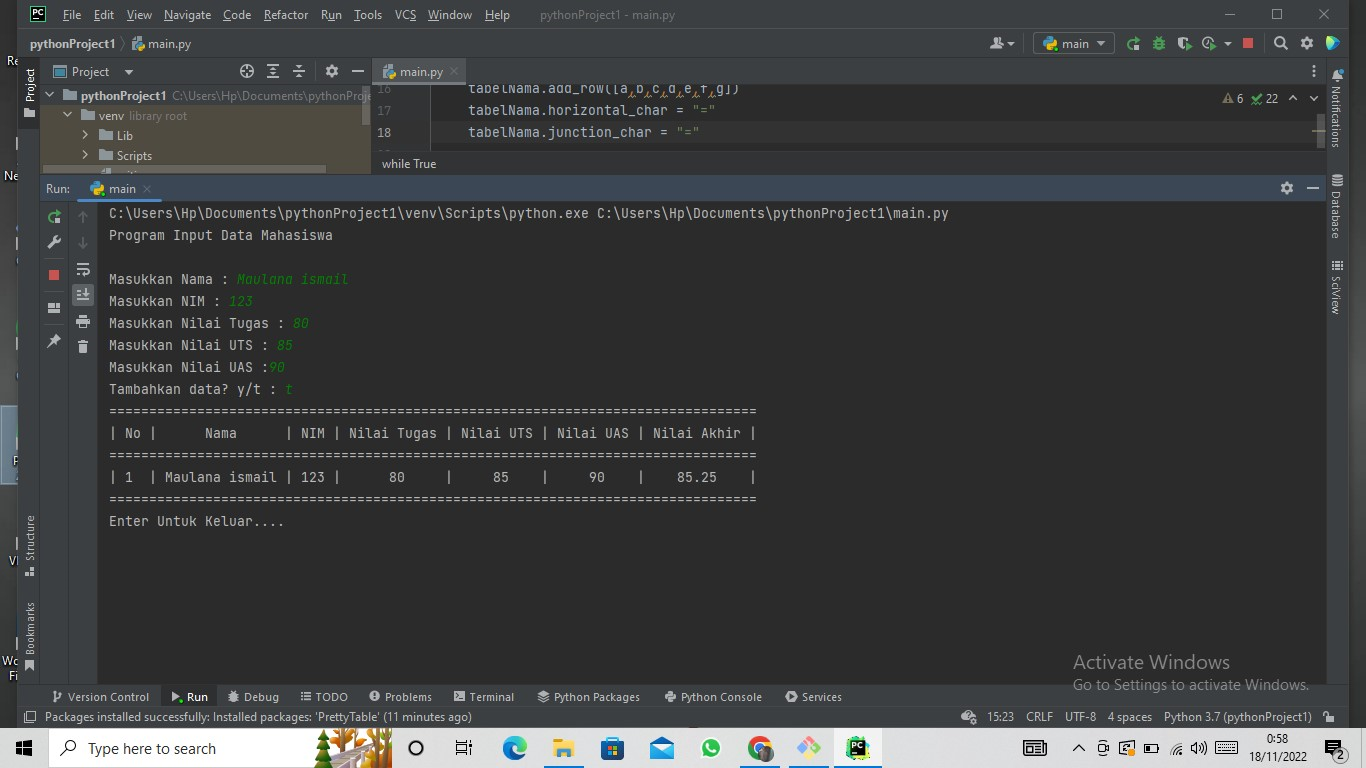 File Edit View Navigate Code Refactor Run Tools VCS Window Help pythonProject1 - main.py
pythonProject1 main.py
main
Project
main.py
pythonProject1 C:\Users\Hp\Documents\pythonProje
venv library root
Lib
Scripts
16 tabelNama.add_row([a,b,c,d,e,f,g])
17 tabelNama.horizontal_char = "="
18 tabelNama.junction_char = "="
6 22
while True
Run: main
C:\Users\Hp\Documents\pythonProject1\venv\Scripts\python.exe C:\Users\Hp\Documents\pythonProject1\main.py
Program Input Data Mahasiswa
Masukkan Nama : Maulana ismail
Masukkan NIM : 123
Masukkan Nilai Tugas : 80
Masukkan Nilai UTS : 85
Masukkan Nilai UAS :90
Tambahkan data? y/t : t
=================================================================================
| No |      Nama      | NIM | Nilai Tugas | Nilai UTS | Nilai UAS | Nilai Akhir |
=================================================================================
| 1  | Maulana ismail | 123 |      80     |     85    |     90    |    85.25    |
=================================================================================
Enter Untuk Keluar....
Project
Structure
Bookmarks
Notifications
Database
SciView
Activate Windows
Go to Settings to activate Windows.
Version Control Run Debug TODO Problems Terminal Python Packages Python Console Services
Packages installed successfully: Installed packages: 'PrettyTable' (11 minutes ago)
15:23 CRLF UTF-8 4 spaces Python 3.7 (pythonProject1)
Type here to search
0:58
18/11/2022
2